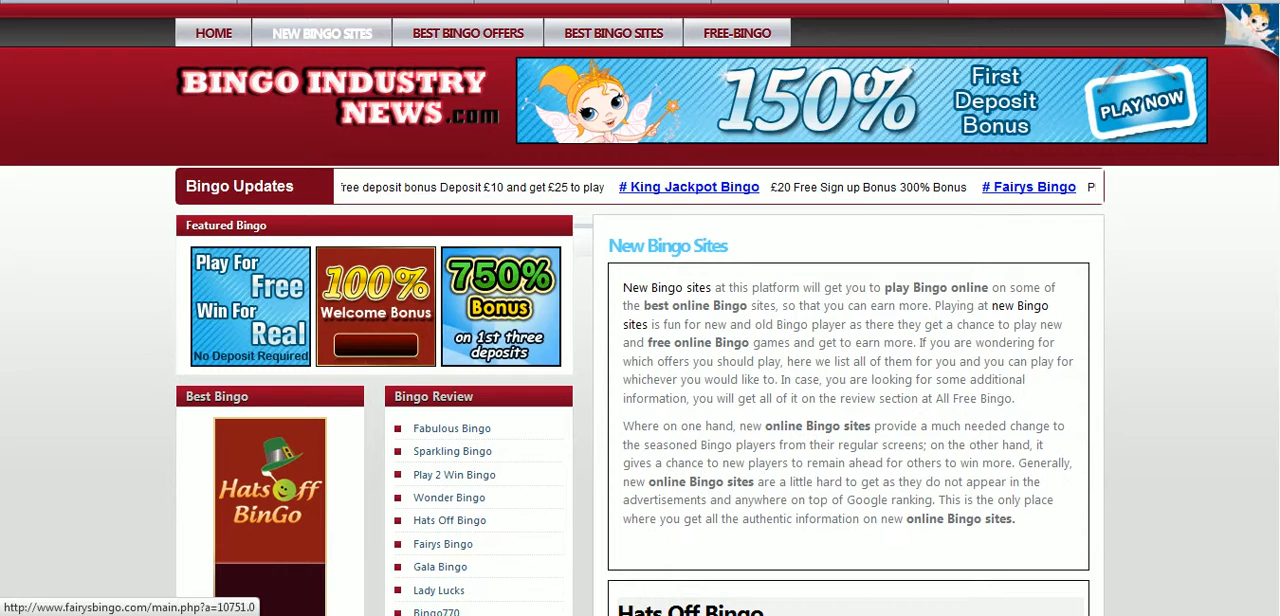 HOME NEW BINGO SITES BEST BINGO OFFERS BEST BINGO SITES FREE-BINGO
BINGO INDUSTRY
NEWS.com
150%
First
Deposit
Bonus
PLAY NOW
Bingo Updates
free deposit bonus Deposit £10 and get £25 to play # King Jackpot Bingo £20 Free Sign up Bonus 300% Bonus # Fairys Bingo
Featured Bingo
Play For
Free
Win For
Real
No Deposit Required
100%
Welcome Bonus
750%
Bonus
on 1st three
deposits
Best Bingo
Hats Off
BinGo
Bingo Review
Fabulous Bingo
Sparkling Bingo
Play 2 Win Bingo
Wonder Bingo
Hats Off Bingo
Fairys Bingo
Gala Bingo
Lady Lucks
Bingo770
New Bingo Sites
New Bingo sites at this platform will get you to play Bingo online on some of
the best online Bingo sites, so that you can earn more. Playing at new Bingo
sites is fun for new and old Bingo player as there they get a chance to play new
and free online Bingo games and get to earn more. If you are wondering for
which offers you should play, here we list all of them for you and you can play for
whichever you would like to. In case, you are looking for some additional
information, you will get all of it on the review section at All Free Bingo.
Where on one hand, new online Bingo sites provide a much needed change to
the seasoned Bingo players from their regular screens; on the other hand, it
gives a chance to new players to remain ahead for others to win more. Generally,
new online Bingo sites are a little hard to get as they do not appear in the
advertisements and anywhere on top of Google ranking. This is the only place
where you get all the authentic information on new online Bingo sites.
Hats Off Bingo
http://www.fairysbingo.com/main.php?a=10751.0